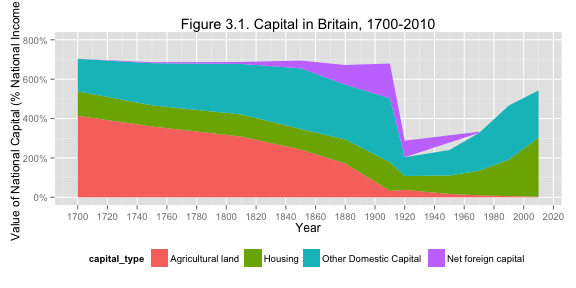 Figure 3.1. Capital in Britain, 1700-2010
Value of National Capital (% National Income
800%
600%
400%
200%
0%
1700 1720 1740 1760 1780 1800 1820 1840 1860 1880 1900 1920 1940 1960 1980 2000 2020
Year
capital_type Agricultural land Housing Other Domestic Capital Net foreign capital